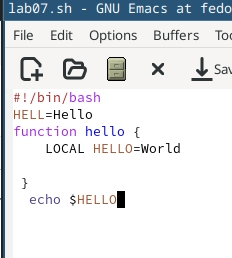 lab07.sh - GNU Emacs at fedo
File Edit Options Buffers Too
Sav
#!/bin/bash
HELL=Hello
function hello {
    LOCAL HELLO=World
 }
  echo $HELLO